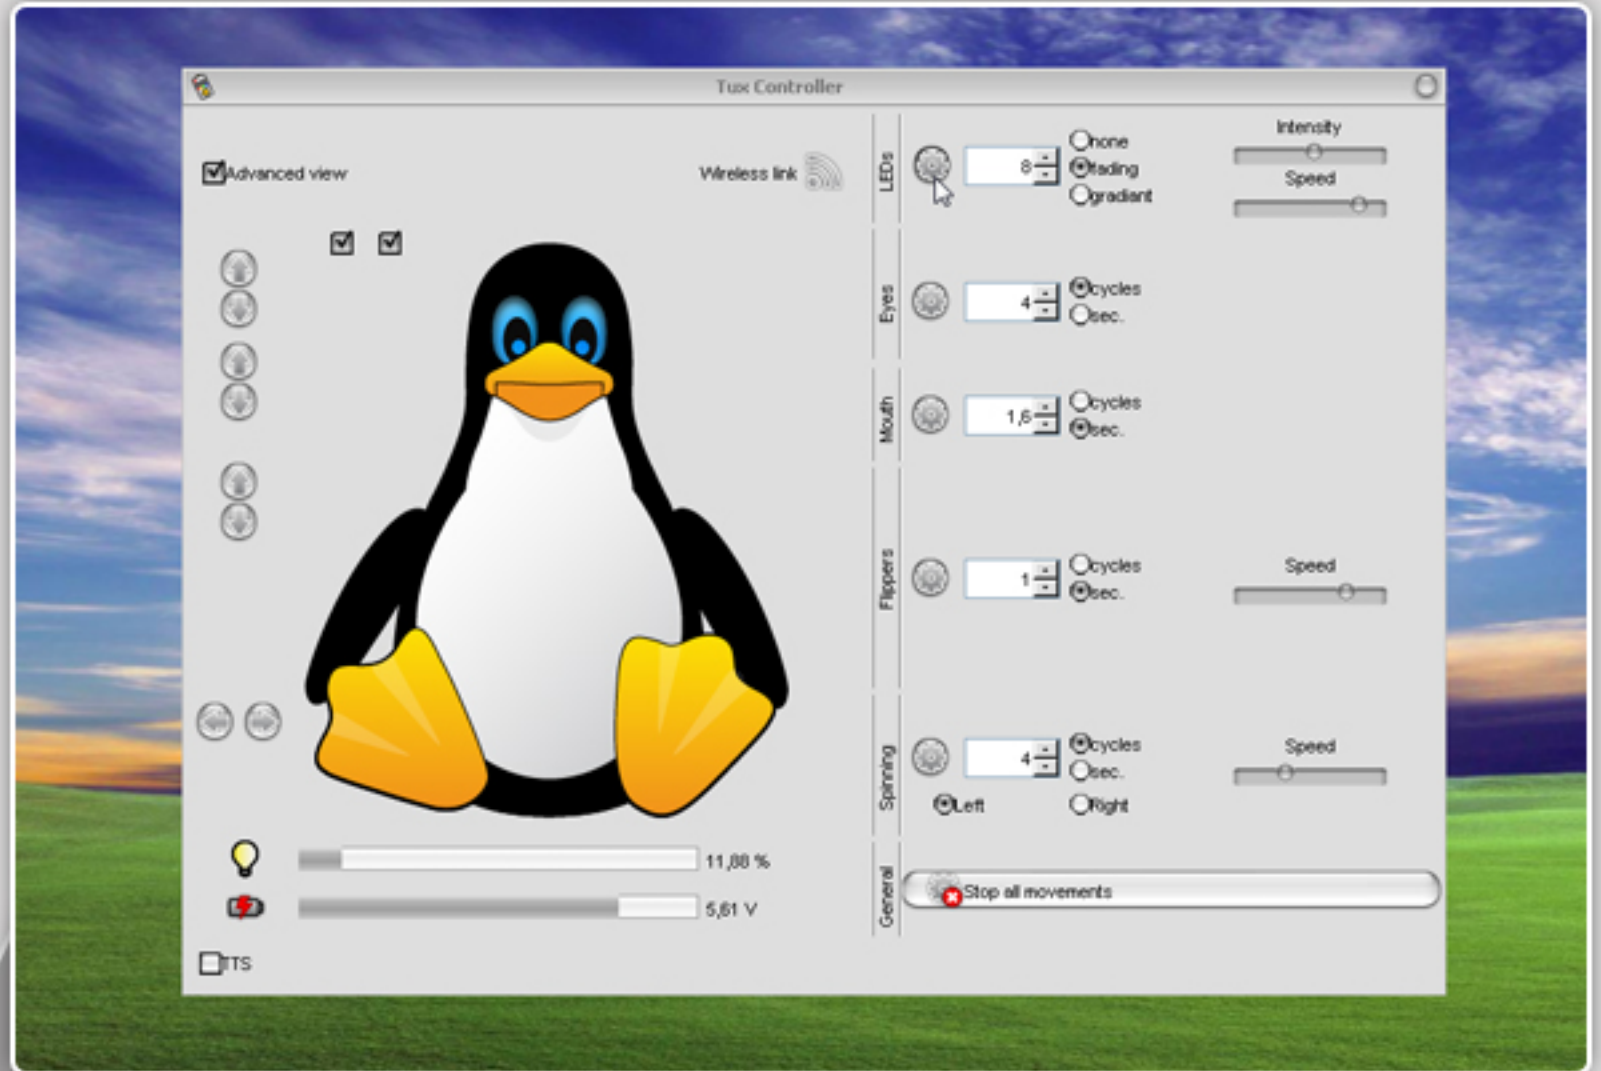 Tux Controller
Advanced view
Wireless link
LEDs
8
none
fading
gradiant
Intensity
Speed
Eyes
4
cycles
sec.
Mouth
1,6
cycles
sec.
Flippers
1
cycles
sec.
Speed
Spinning
4
cycles
sec.
Speed
Left
Right
11,88 %
5,61 V
General
Stop all movements
TTS